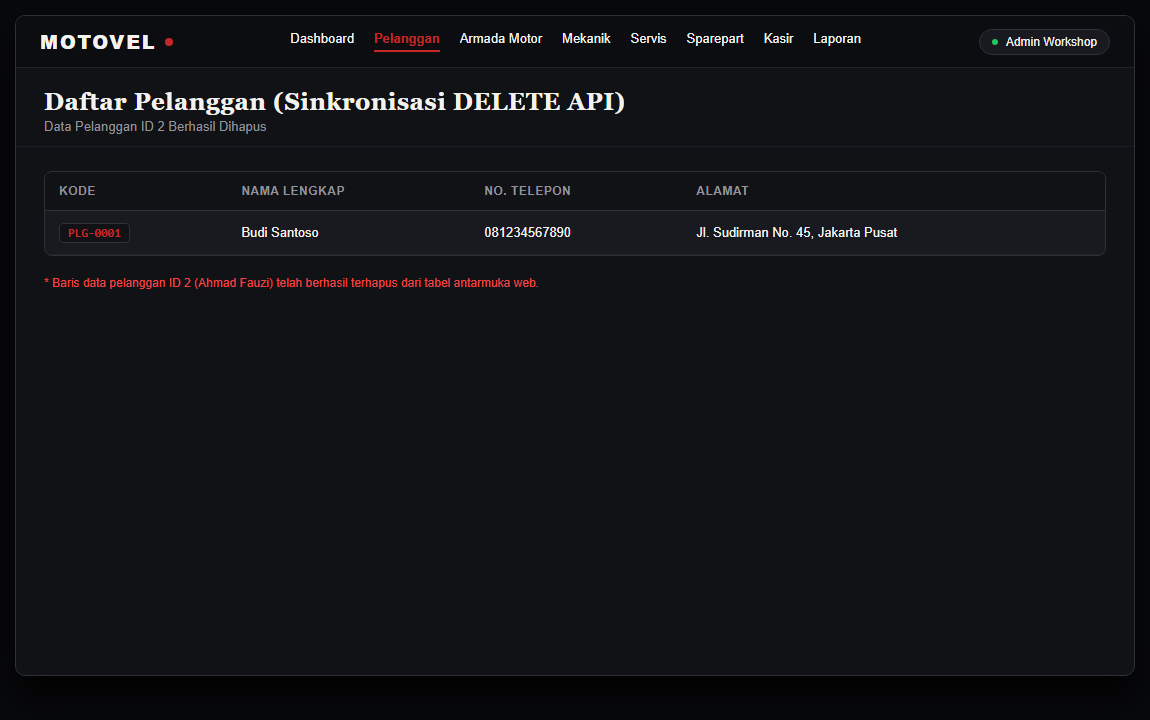 MOTOVEL
Dashboard Pelanggan Armada Motor Mekanik Servis Sparepart Kasir Laporan
Admin Workshop
Daftar Pelanggan (Sinkronisasi DELETE API)
Data Pelanggan ID 2 Berhasil Dihapus
KODE NAMA LENGKAP NO. TELEPON ALAMAT
PLG-0001 Budi Santoso 081234567890 Jl. Sudirman No. 45, Jakarta Pusat
* Baris data pelanggan ID 2 (Ahmad Fauzi) telah berhasil terhapus dari tabel antarmuka web.